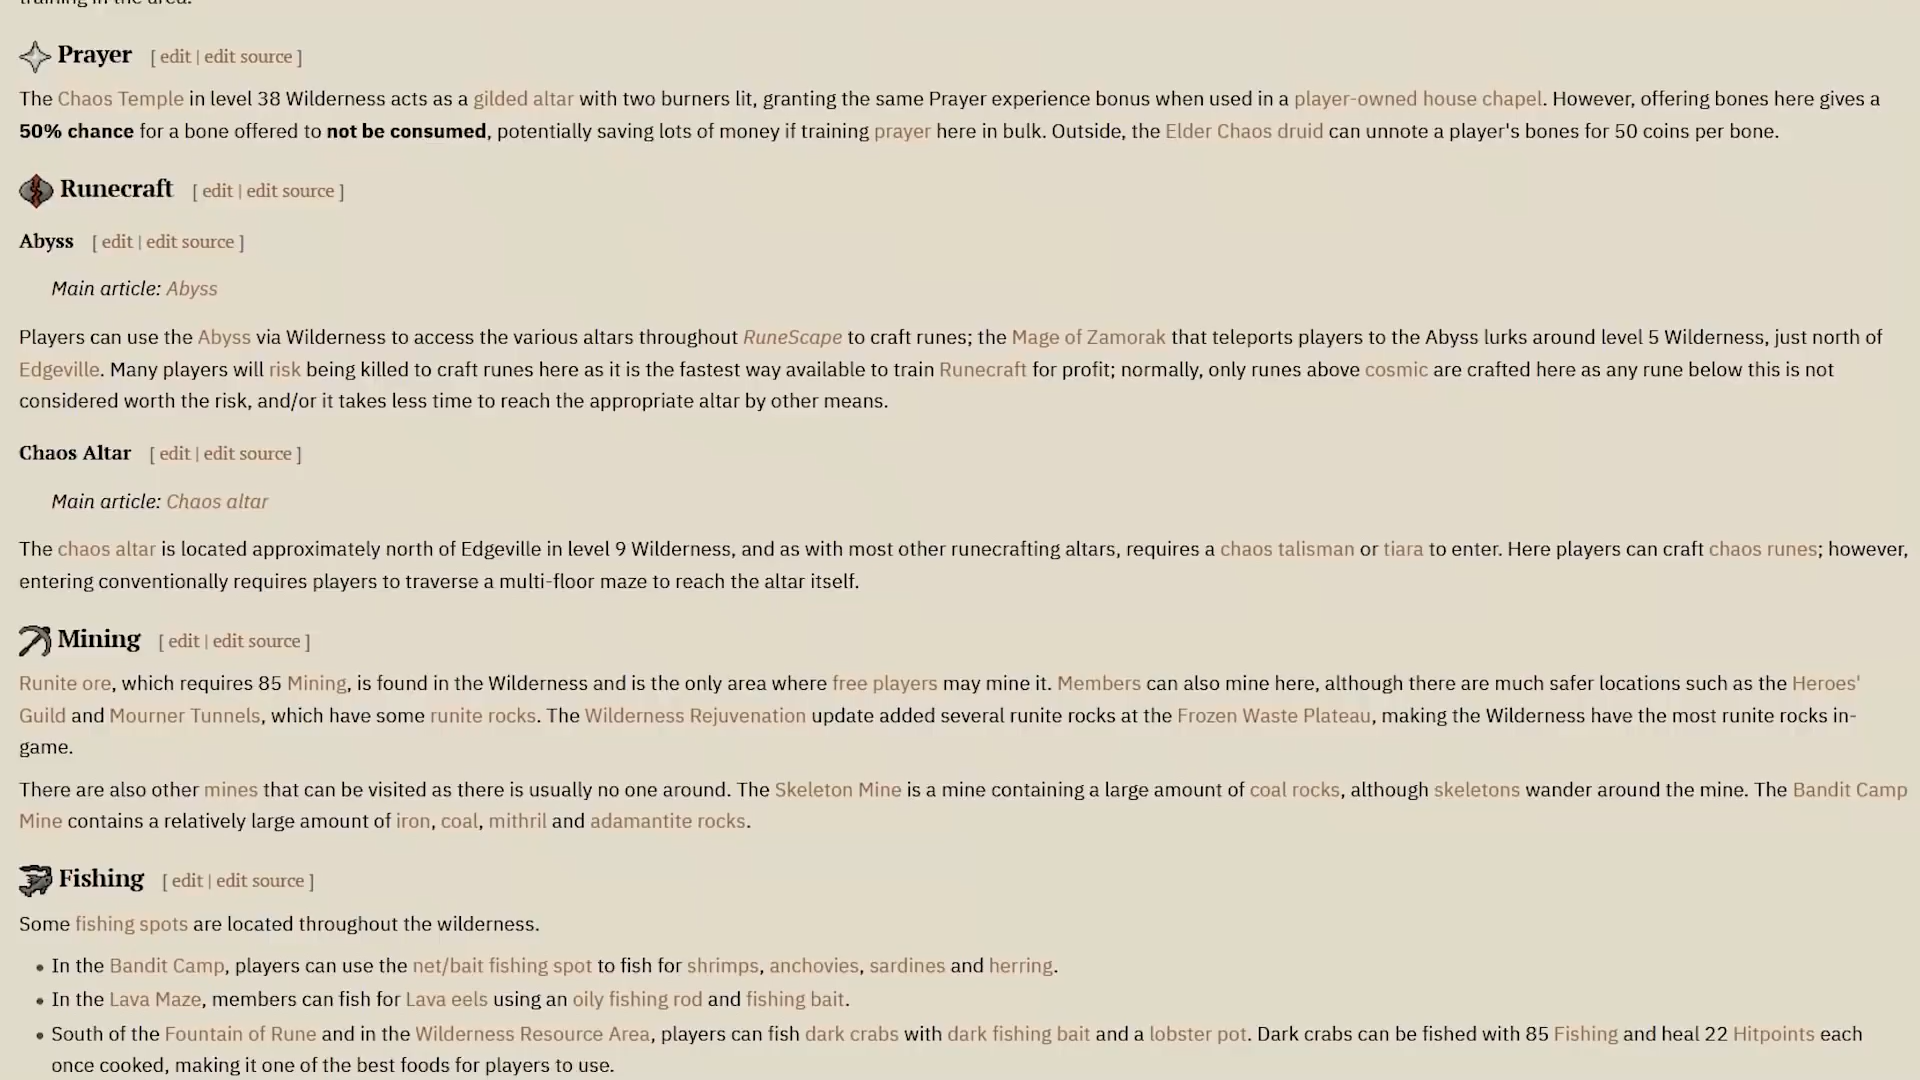 training in the area.
Prayer [ edit | edit source ]
The Chaos Temple in level 38 Wilderness acts as a gilded altar with two burners lit, granting the same Prayer experience bonus when used in a player-owned house chapel. However, offering bones here gives a
50% chance for a bone offered to not be consumed, potentially saving lots of money if training prayer here in bulk. Outside, the Elder Chaos druid can unnote a player's bones for 50 coins per bone.
Runecraft [ edit | edit source ]
Abyss [ edit | edit source ]
Main article: Abyss
Players can use the Abyss via Wilderness to access the various altars throughout RuneScape to craft runes; the Mage of Zamorak that teleports players to the Abyss lurks around level 5 Wilderness, just north of
Edgeville. Many players will risk being killed to craft runes here as it is the fastest way available to train Runecraft for profit; normally, only runes above cosmic are crafted here as any rune below this is not
considered worth the risk, and/or it takes less time to reach the appropriate altar by other means.
Chaos Altar [ edit | edit source ]
Main article: Chaos altar
The chaos altar is located approximately north of Edgeville in level 9 Wilderness, and as with most other runecrafting altars, requires a chaos talisman or tiara to enter. Here players can craft chaos runes; however,
entering conventionally requires players to traverse a multi-floor maze to reach the altar itself.
Mining [ edit | edit source ]
Runite ore, which requires 85 Mining, is found in the Wilderness and is the only area where free players may mine it. Members can also mine here, although there are much safer locations such as the Heroes'
Guild and Mourner Tunnels, which have some runite rocks. The Wilderness Rejuvenation update added several runite rocks at the Frozen Waste Plateau, making the Wilderness have the most runite rocks in-
game.
There are also other mines that can be visited as there is usually no one around. The Skeleton Mine is a mine containing a large amount of coal rocks, although skeletons wander around the mine. The Bandit Camp
Mine contains a relatively large amount of iron, coal, mithril and adamantite rocks.
Fishing [ edit | edit source ]
Some fishing spots are located throughout the wilderness.
• In the Bandit Camp, players can use the net/bait fishing spot to fish for shrimps, anchovies, sardines and herring.
• In the Lava Maze, members can fish for Lava eels using an oily fishing rod and fishing bait.
• South of the Fountain of Rune and in the Wilderness Resource Area, players can fish dark crabs with dark fishing bait and a lobster pot. Dark crabs can be fished with 85 Fishing and heal 22 Hitpoints each
once cooked, making it one of the best foods for players to use.